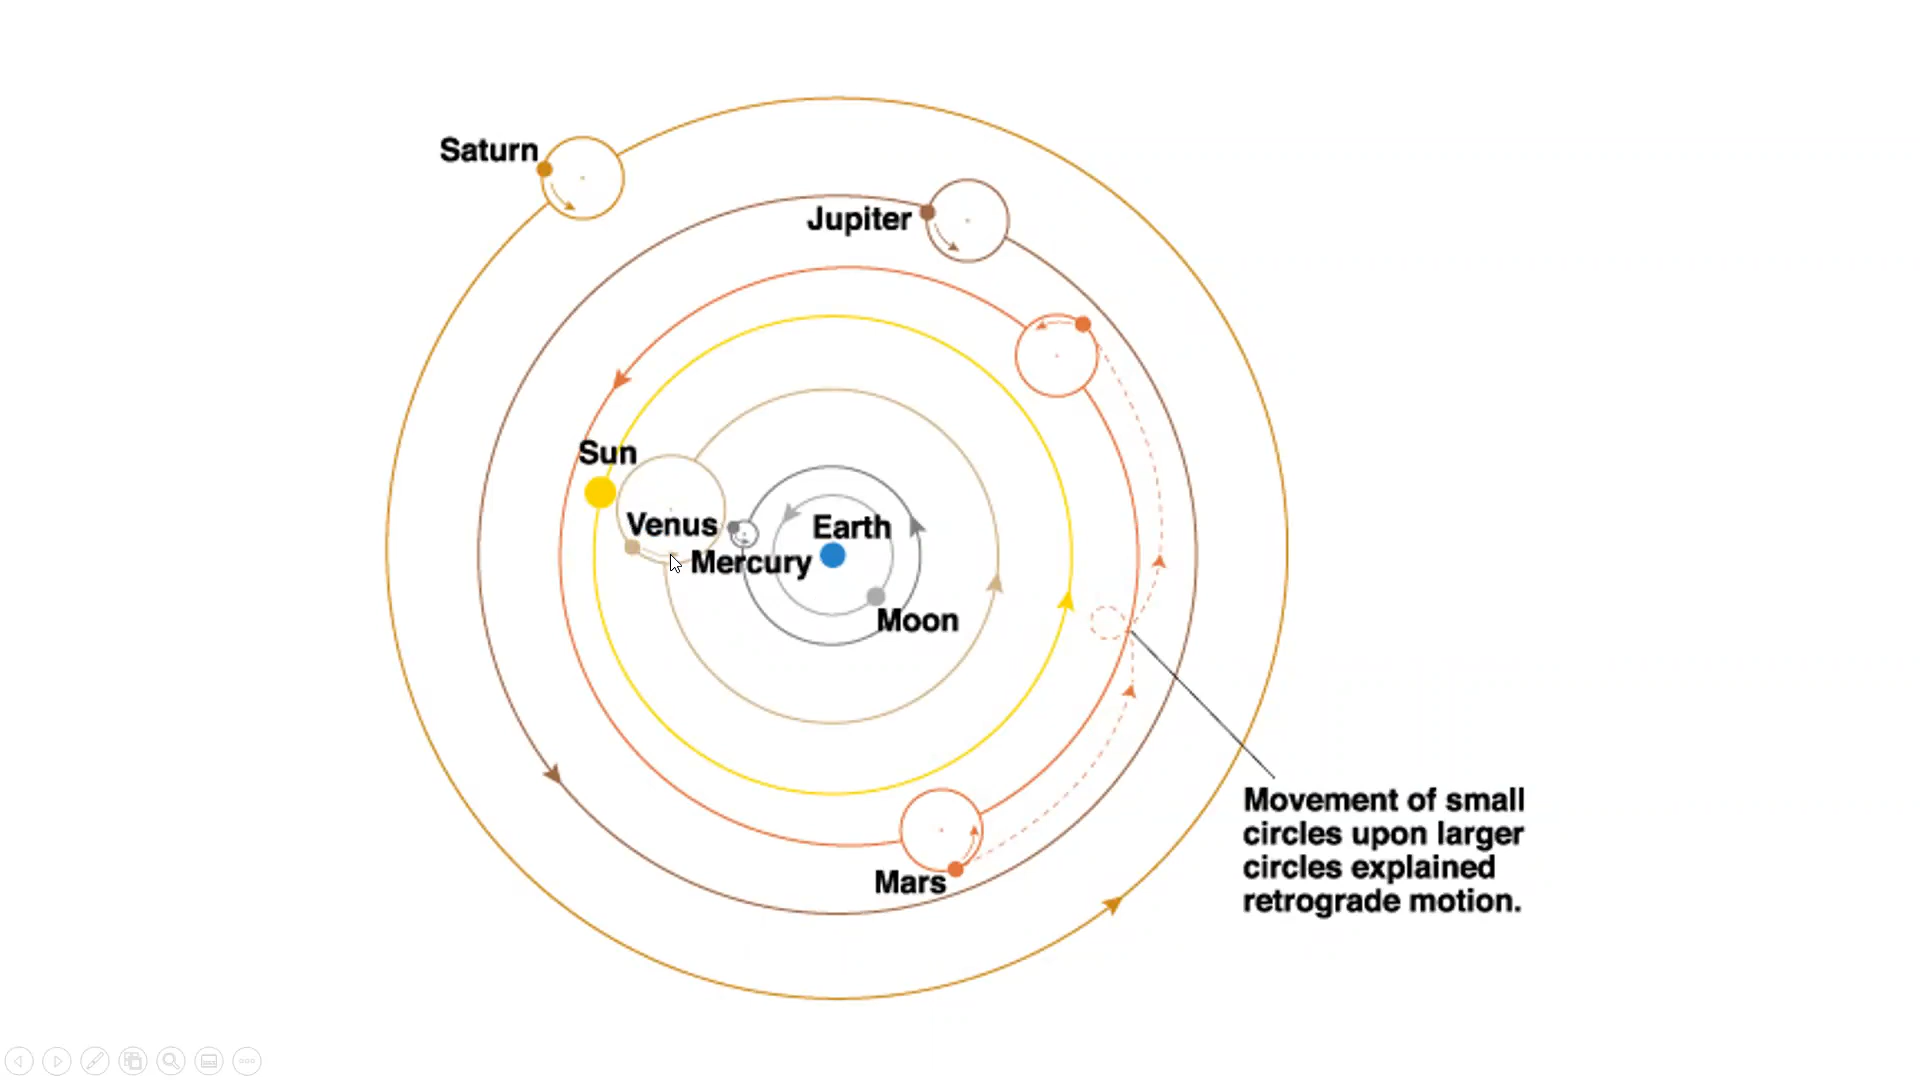 Saturn
Jupiter
Sun
Venus
Earth
Mercury
Moon
Movement of small
circles upon larger
circles explained
retrograde motion.
Mars